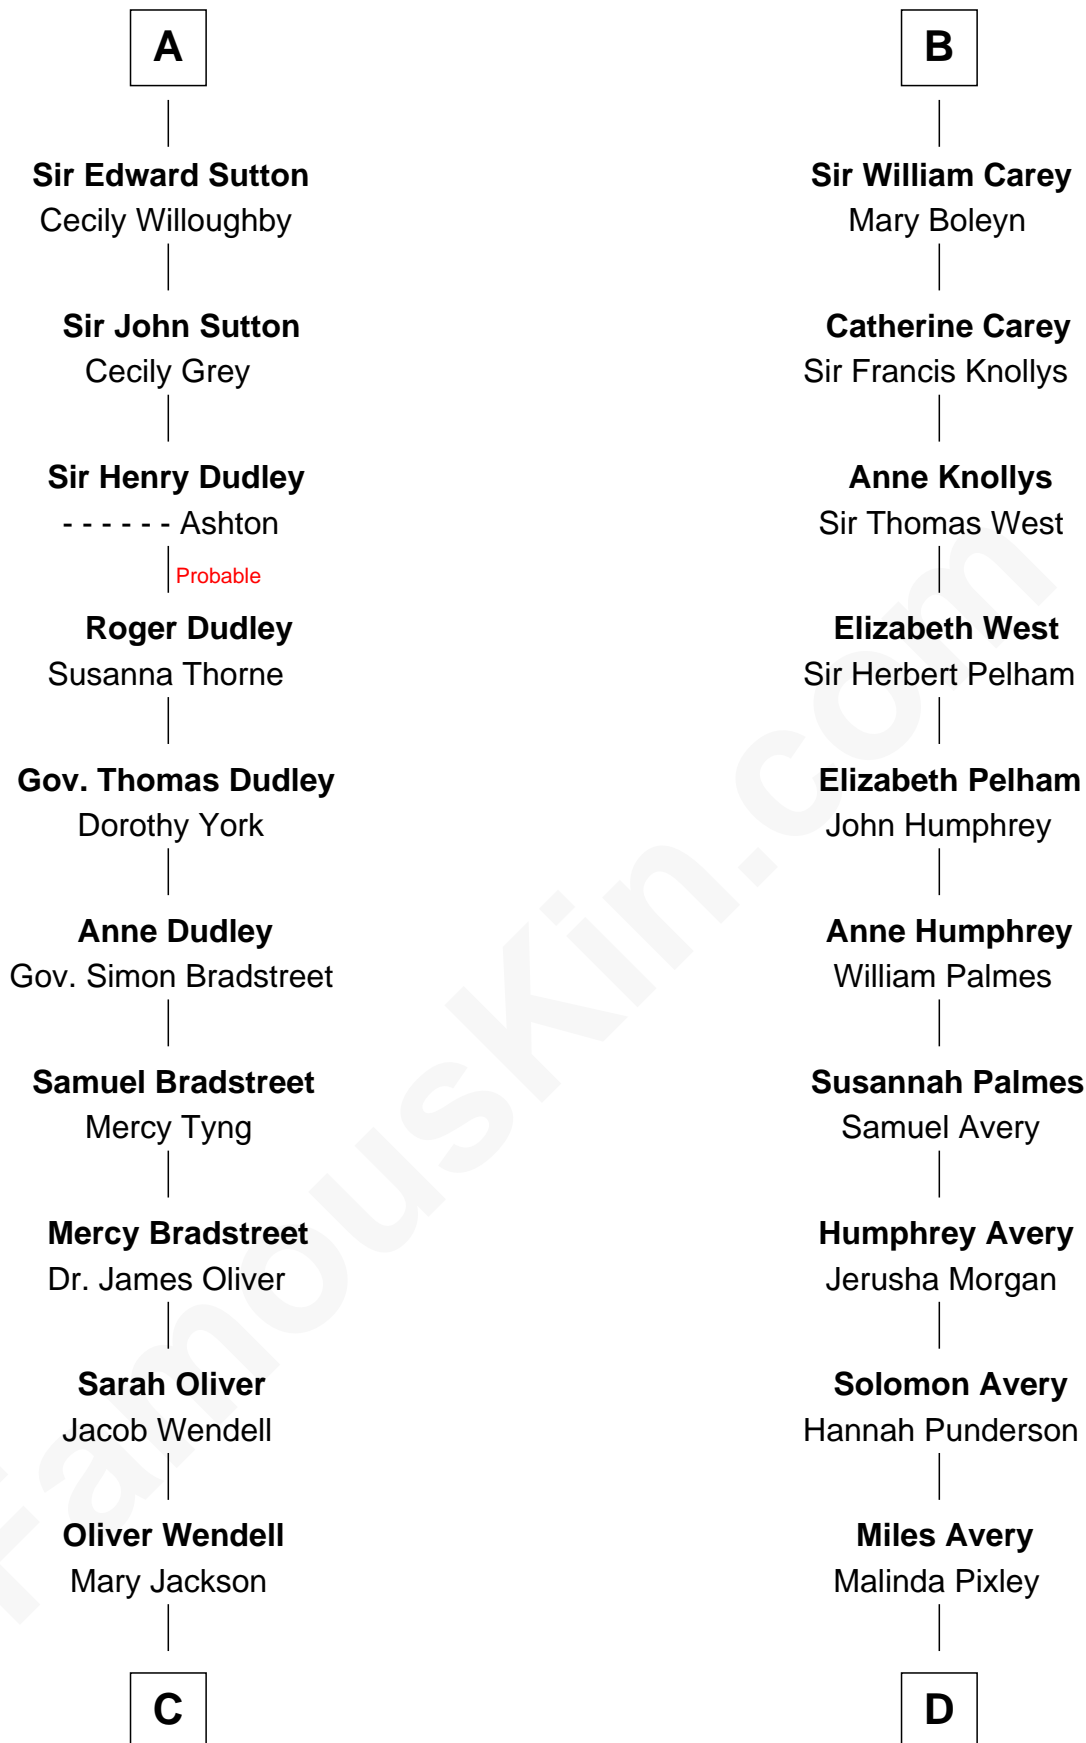 A
Sir Edward Sutton
Cecily Willoughby
Sir John Sutton
Cecily Grey
Sir Henry Dudley
- - - - - - Ashton
Probable
Roger Dudley
Susanna Thorne
Gov. Thomas Dudley
Dorothy York
Anne Dudley
Gov. Simon Bradstreet
Samuel Bradstreet
Mercy Tyng
Mercy Bradstreet
Dr. James Oliver
Sarah Oliver
Jacob Wendell
Oliver Wendell
Mary Jackson
C
B
Sir William Carey
Mary Boleyn
Catherine Carey
Sir Francis Knollys
Anne Knollys
Sir Thomas West
Elizabeth West
Sir Herbert Pelham
Elizabeth Pelham
John Humphrey
Anne Humphrey
William Palmes
Susannah Palmes
Samuel Avery
Humphrey Avery
Jerusha Morgan
Solomon Avery
Hannah Punderson
Miles Avery
Malinda Pixley
D
FamousKin.com